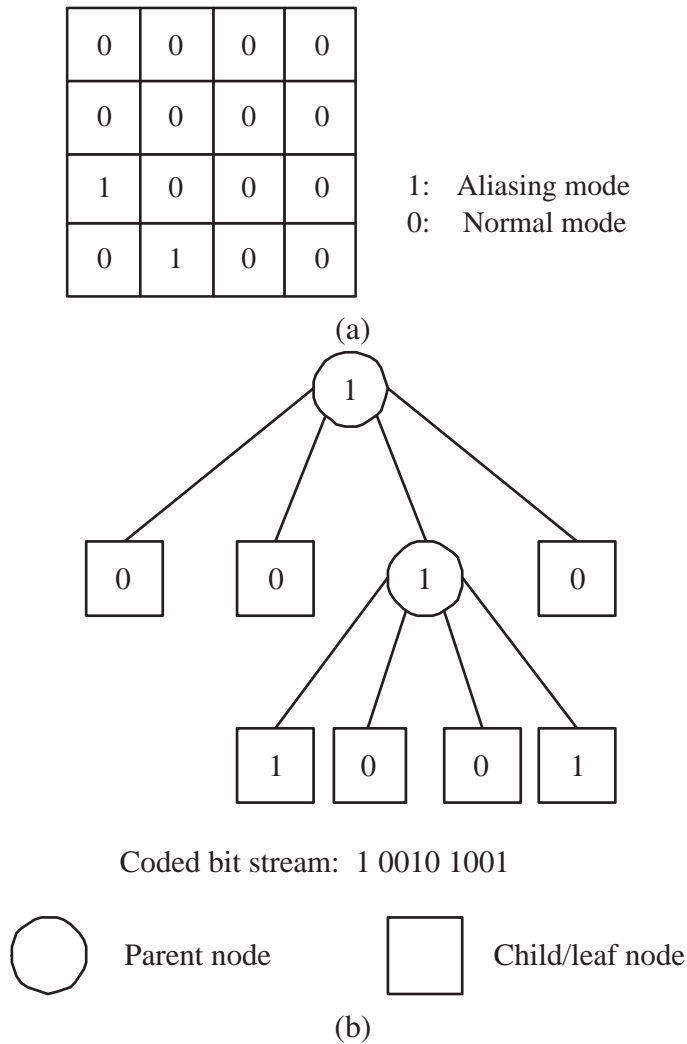 0 0 0 0
0 0 0 0
1 0 0 0
0 1 0 0
1: Aliasing mode
0: Normal mode
(a)
1
0 0 1 0
1 0 0 1
Coded bit stream: 1 0010 1001
Parent node
Child/leaf node
(b)